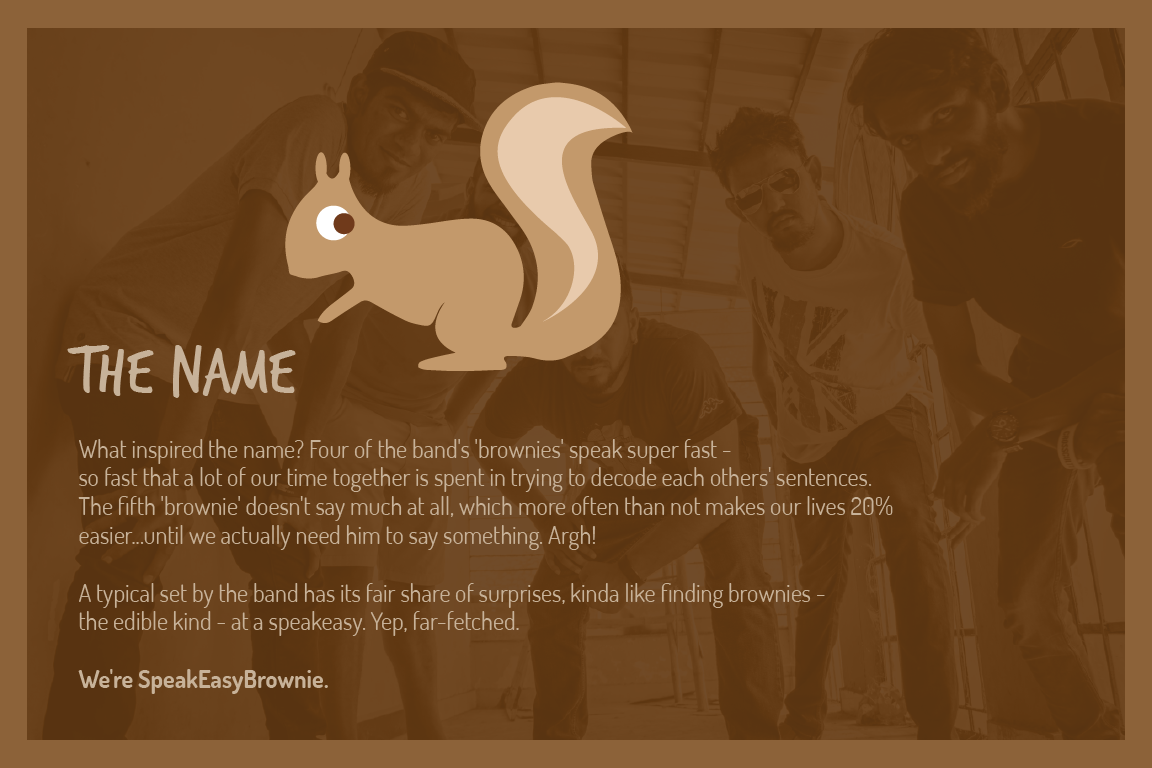 THE NAME
What inspired the name? Four of the band's 'brownies' speak super fast -
so fast that a lot of our time together is spent in trying to decode each others' sentences.
The fifth 'brownie' doesn't say much at all, which more often than not makes our lives 20%
easier...until we actually need him to say something. Argh!
A typical set by the band has its fair share of surprises, kinda like finding brownies -
the edible kind - at a speakeasy. Yep, far-fetched.
We're SpeakEasyBrownie.